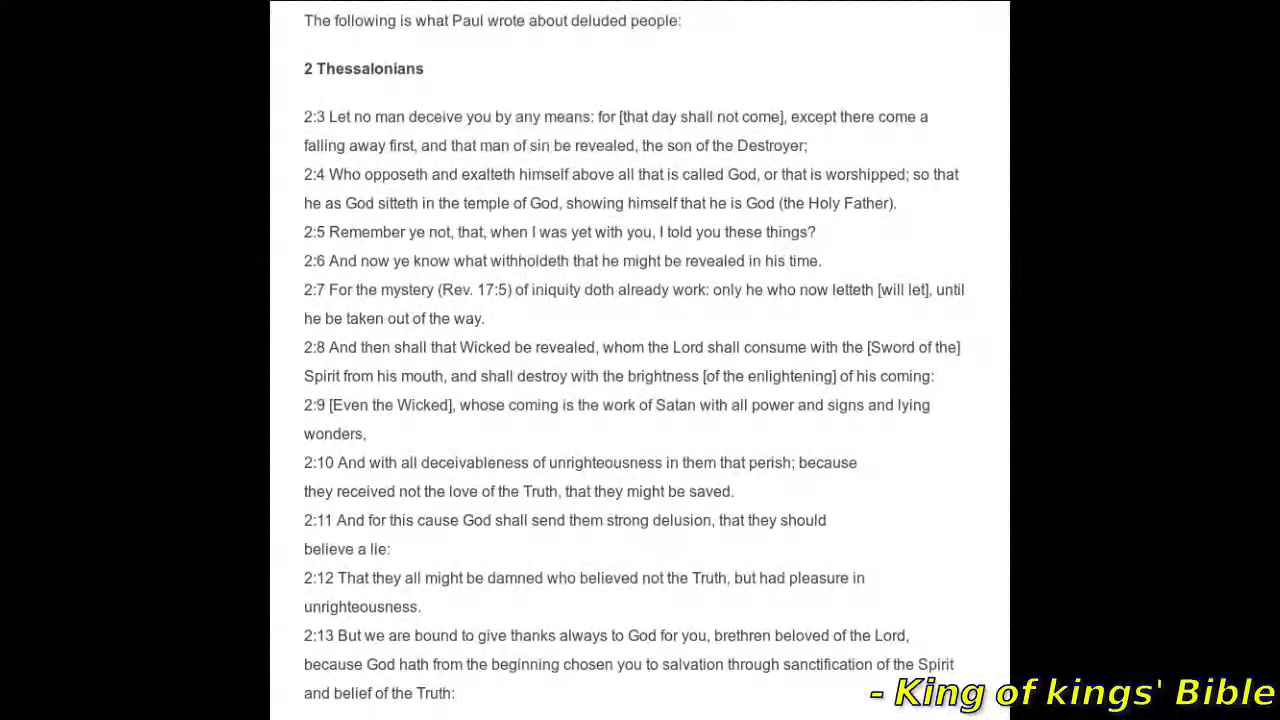 The following is what Paul wrote about deluded people:
2 Thessalonians
2:3 Let no man deceive you by any means: for [that day shall not come], except there come a
falling away first, and that man of sin be revealed, the son of the Destroyer;
2:4 Who opposeth and exalteth himself above all that is called God, or that is worshipped; so that
he as God sitteth in the temple of God, showing himself that he is God (the Holy Father).
2:5 Remember ye not, that, when I was yet with you, I told you these things?
2:6 And now ye know what withholdeth that he might be revealed in his time.
2:7 For the mystery (Rev. 17:5) of iniquity doth already work: only he who now letteth [will let], until
he be taken out of the way.
2:8 And then shall that Wicked be revealed, whom the Lord shall consume with the [Sword of the]
Spirit from his mouth, and shall destroy with the brightness [of the enlightening] of his coming:
2:9 [Even the Wicked], whose coming is the work of Satan with all power and signs and lying
wonders,
2:10 And with all deceivableness of unrighteousness in them that perish; because
they received not the love of the Truth, that they might be saved.
2:11 And for this cause God shall send them strong delusion, that they should
believe a lie:
2:12 That they all might be damned who believed not the Truth, but had pleasure in
unrighteousness.
2:13 But we are bound to give thanks always to God for you, brethren beloved of the Lord,
because God hath from the beginning chosen you to salvation through sanctification of the Spirit
and belief of the Truth:
- King of kings' Bible